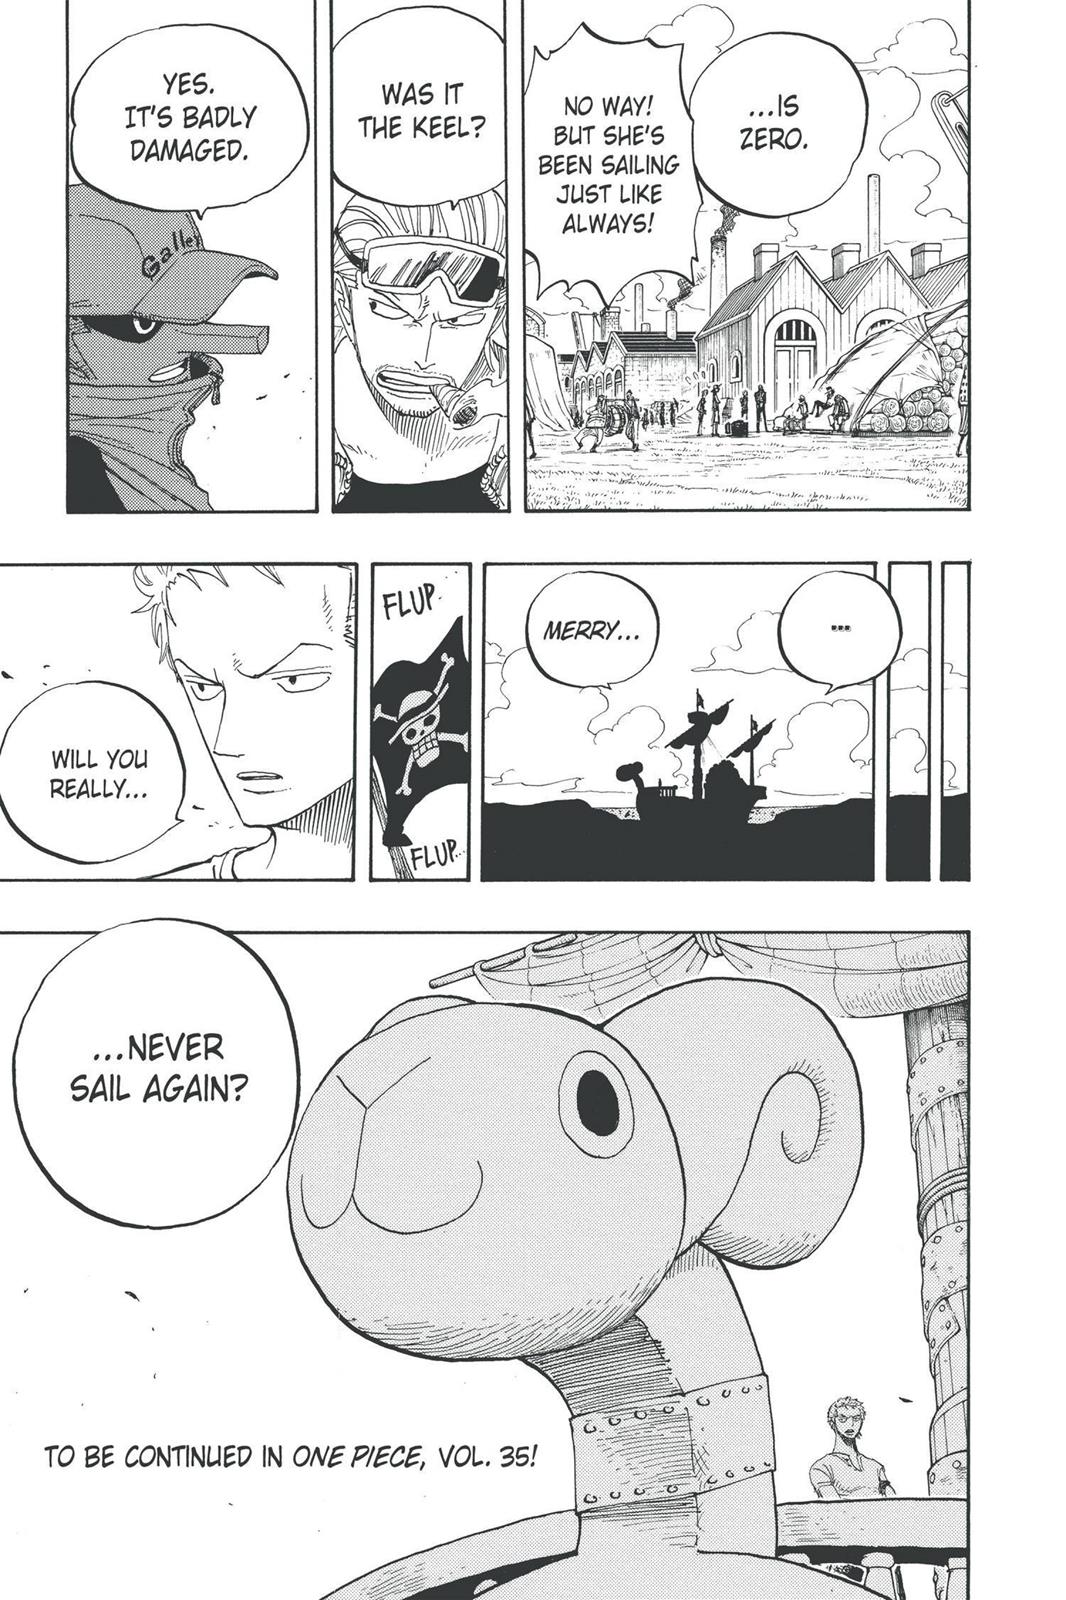 ...IS
ZERO.
NO WAY!
BUT SHE'S
BEEN SAILING
JUST LIKE
ALWAYS!
WAS IT
THE KEEL?
YES.
IT'S BADLY
DAMAGED.
Galley
...
MERRY...
FLUP
FLUP...
WILL YOU
REALLY...
...NEVER
SAIL AGAIN?
TO BE CONTINUED IN ONE PIECE, VOL. 35!